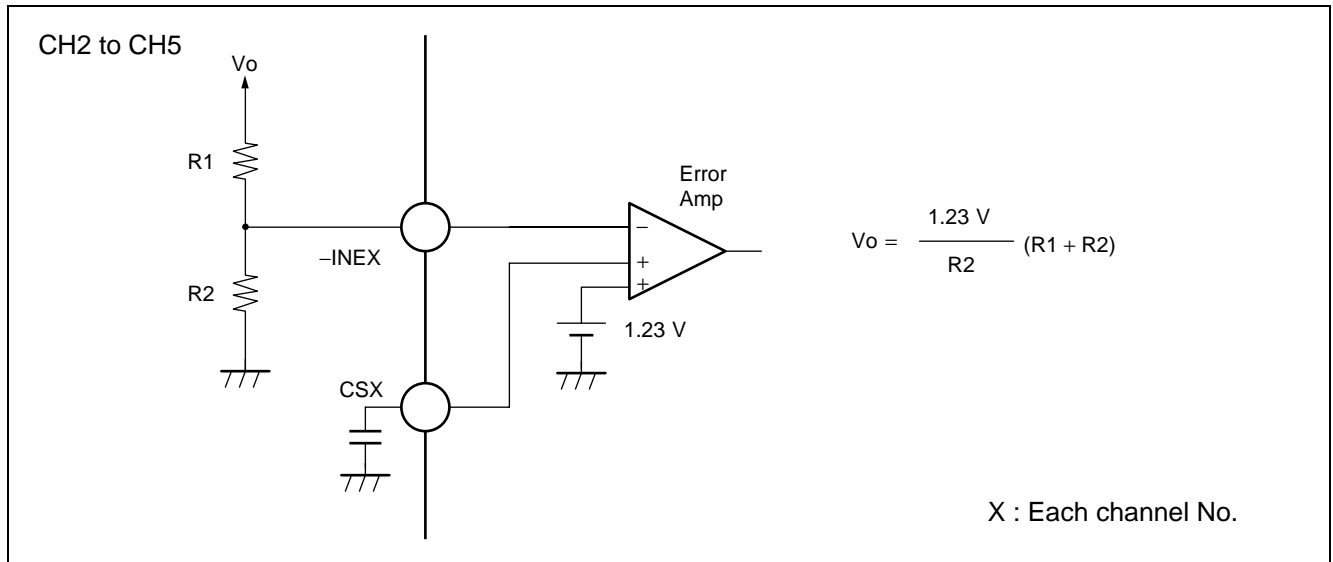 CH2 to CH5
Vo
R1
R2
−INEX
CSX
Error
Amp
−
+
+
1.23 V
Vo = 1.23 V / R2 (R1 + R2)
X : Each channel No.